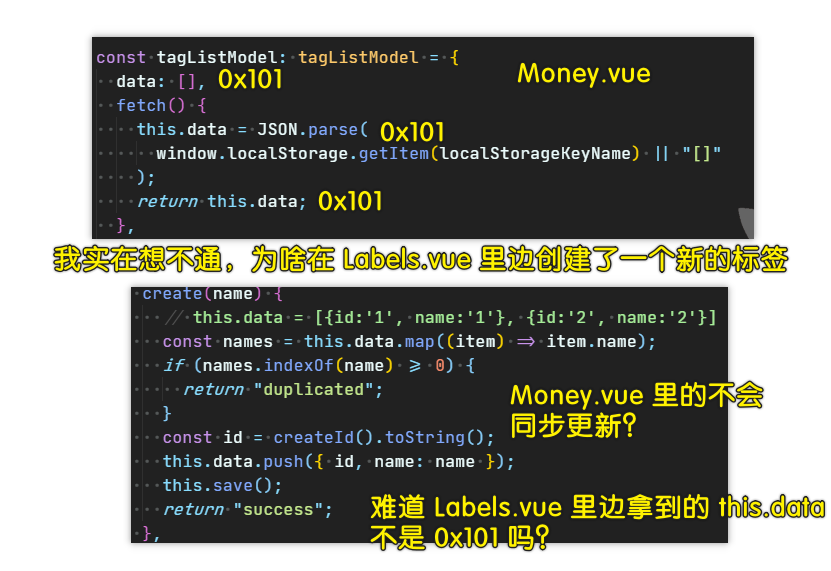 const tagListModel: tagListModel = {
data: [], 0x101
Money.vue
fetch() {
this.data = JSON.parse( 0x101
window.localStorage.getItem(localStorageKeyName) || "[]"
);
return this.data; 0x101
},
我实在想不通，为啥在 Labels.vue 里边创建了一个新的标签
create(name) {
// this.data = [{id:'1', name:'1'}, {id:'2', name:'2'}]
const names = this.data.map((item) => item.name);
if (names.indexOf(name) >= 0) {
return "duplicated";
}
Money.vue 里的不会
同步更新？
const id = createId().toString();
this.data.push({ id, name: name });
this.save();
return "success";
},
难道 Labels.vue 里边拿到的 this.data
不是 0x101 吗？